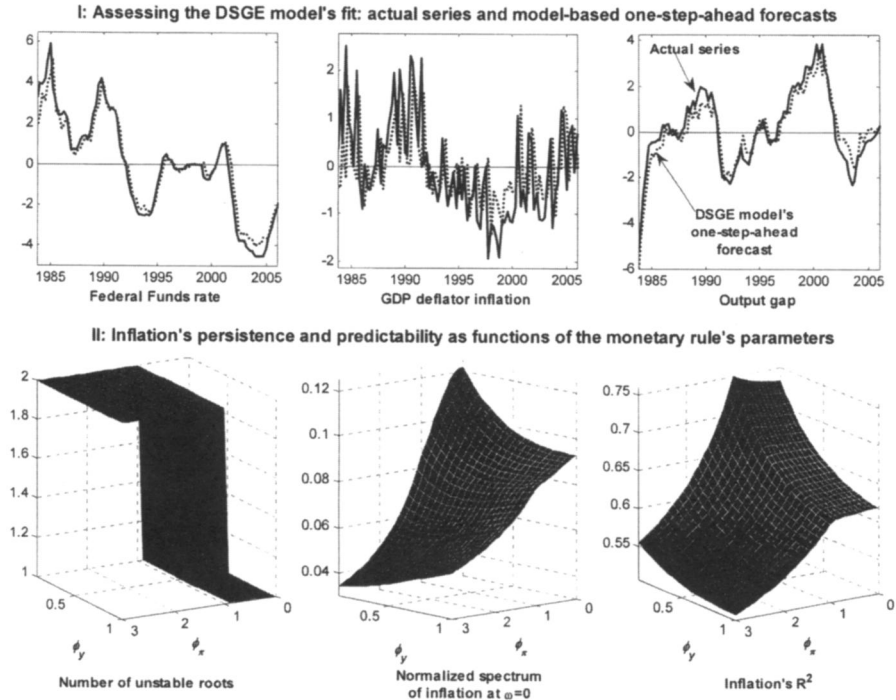 I: Assessing the DSGE model's fit: actual series and model-based one-step-ahead forecasts
6
4
2
0
-2
-4
1985 1990 1995 2000 2005
Federal Funds rate
3
2
1
0
-1
-2
1985 1990 1995 2000 2005
GDP deflator inflation
4
2
0
-2
-4
-6
Actual series
DSGE model's
one-step-ahead
forecast
1985 1990 1995 2000 2005
Output gap
II: Inflation's persistence and predictability as functions of the monetary rule's parameters
2
1.8
1.6
1.4
1.2
1
0.5
1 3 2 1 0
ϕy ϕπ
Number of unstable roots
0.12
0.1
0.08
0.06
0.04
0.5
1 3 2 1 0
ϕy ϕπ
Normalized spectrum
of inflation at ω=0
0.75
0.7
0.65
0.6
0.55
0.5
1 3 2 1 0
ϕy ϕπ
Inflation's R²